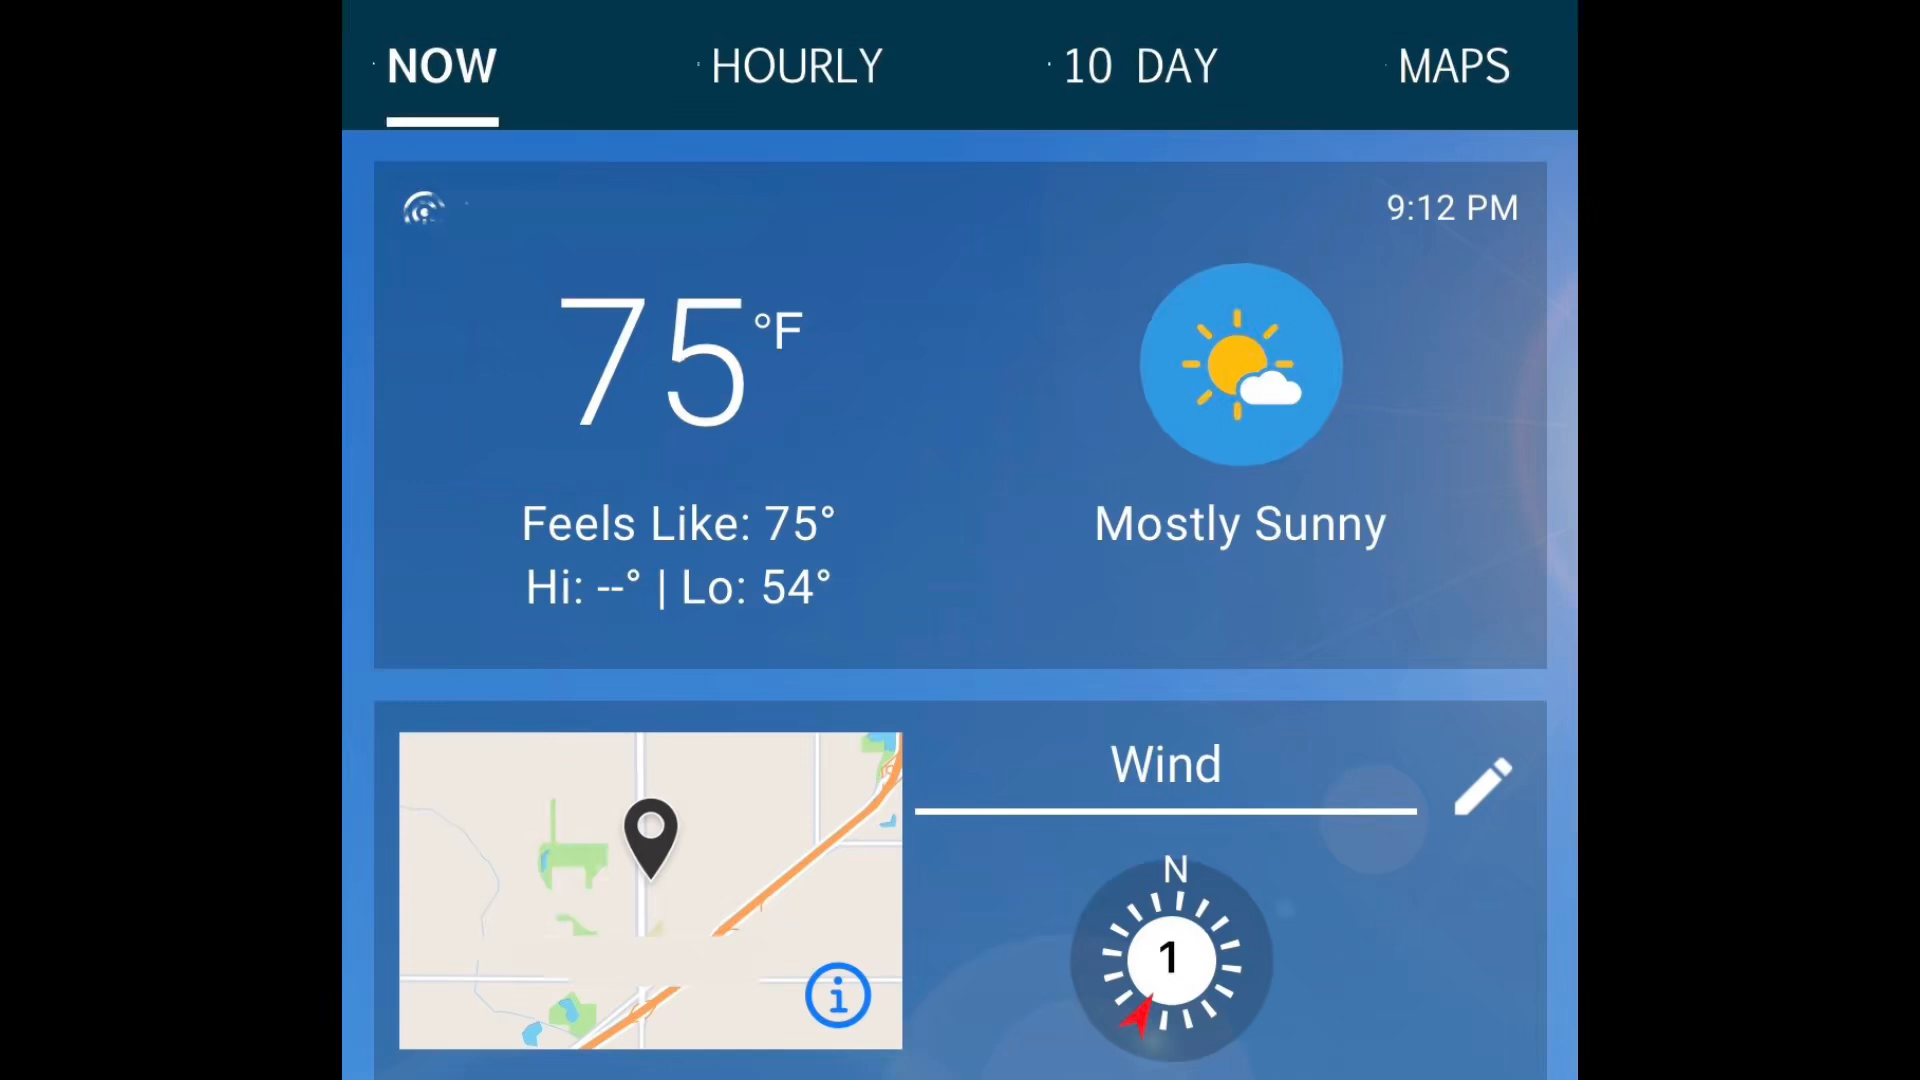 NOW HOURLY 10 DAY MAPS
9:12 PM
75°F
Feels Like: 75°
Hi: --° | Lo: 54°
Mostly Sunny
Wind
N
1